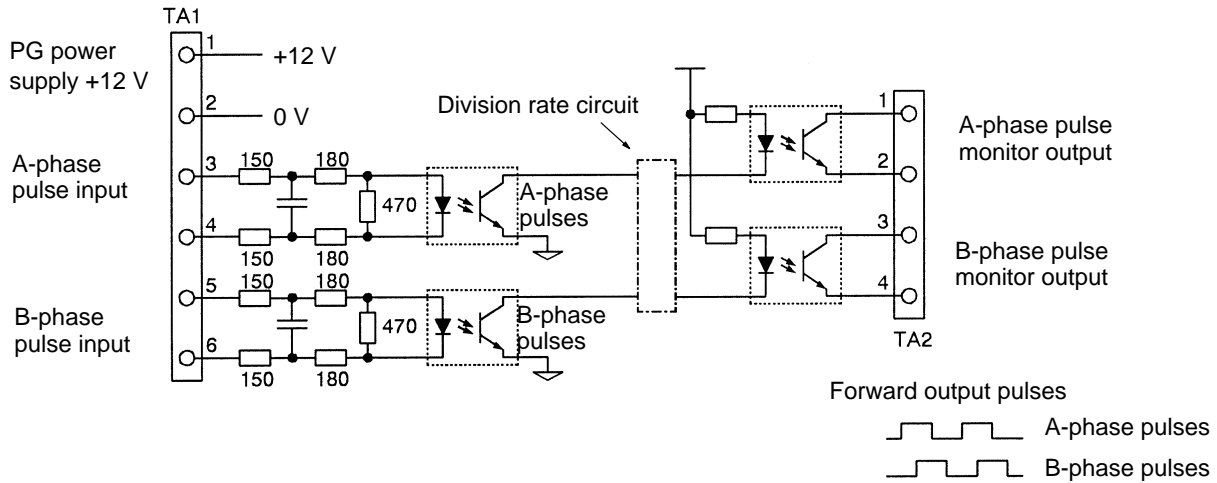 TA1
PG power
supply +12 V
1
+12 V
2
0 V
A-phase
pulse input
3
150
180
470
4
150
180
A-phase
pulses
B-phase
pulse input
5
150
180
470
6
150
180
B-phase
pulses
Division rate circuit
1
2
A-phase pulse
monitor output
3
4
B-phase pulse
monitor output
TA2
Forward output pulses
A-phase pulses
B-phase pulses